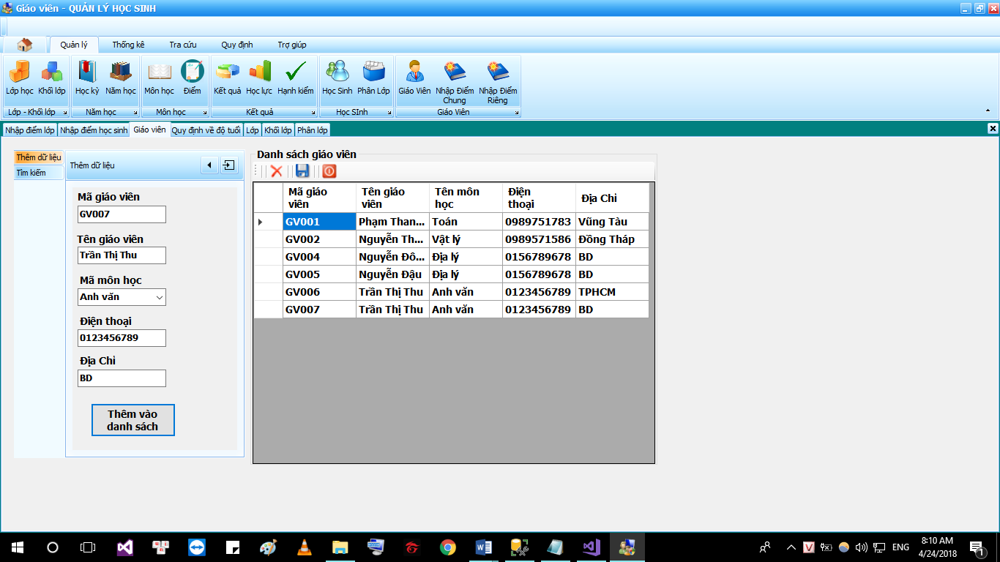 Giáo viên - QUẢN LÝ HỌC SINH
Quản lý Thống kê Tra cứu Quy định Trợ giúp
Lớp học Khối lớp Học kỳ Năm học Môn học Điểm Kết quả Học lực Hạnh kiểm Học Sinh Phân Lớp Giáo Viên Nhập Điểm Chung Nhập Điểm Riêng
Lớp - Khối lớp Năm học Môn học Kết quả Học SInh Giáo Viên
Nhập điểm lớp Nhập điểm học sinh Giáo viên Quy định về độ tuổi Lớp Khối lớp Phân lớp
Thêm dữ liệu
Tìm kiếm
Thêm dữ liệu
Mã giáo viên
GV007
Tên giáo viên
Trần Thị Thu
Mã môn học
Anh văn
Điện thoại
0123456789
Địa Chỉ
BD
Thêm vào
danh sách
Danh sách giáo viên
Mã giáo viên Tên giáo viên Tên môn học Điện thoại Địa Chỉ
GV001 Phạm Than... Toán 0989751783 Vũng Tàu
GV002 Nguyễn Th... Vật lý 0989571586 Đồng Tháp
GV004 Nguyễn Đô... Địa lý 0156789678 BD
GV005 Nguyễn Đậu Địa lý 0156789678 BD
GV006 Trần Thị Thu Anh văn 0123456789 TPHCM
GV007 Trần Thị Thu Anh văn 0123456789 BD
V ENG 8:10 AM
4/24/2018
1